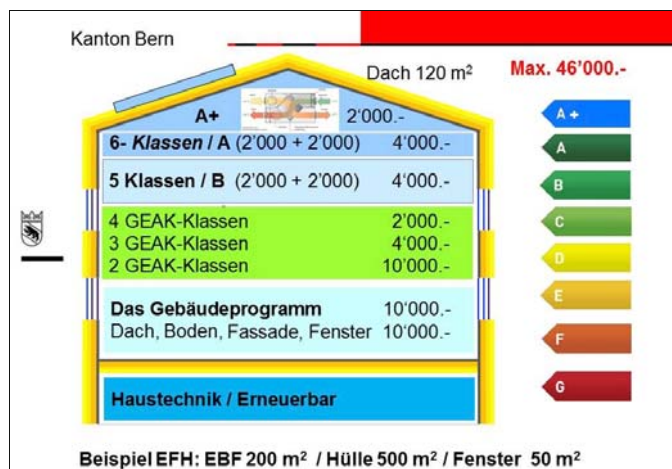 Kanton Bern
Dach 120 m² Max. 46’000.-
A+ 2‘000.-
6- Klassen / A (2’000 + 2’000) 4’000.-
5 Klassen / B (2’000 + 2’000) 4’000.-
4 GEAK-Klassen 2’000.-
3 GEAK-Klassen 4’000.-
2 GEAK-Klassen 10’000.-
Das Gebäudeprogramm 10’000.-
Dach, Boden, Fassade, Fenster 10‘000.-
Haustechnik / Erneuerbar
A+
A
B
C
D
E
F
G
Beispiel EFH: EBF 200 m² / Hülle 500 m² / Fenster 50 m²